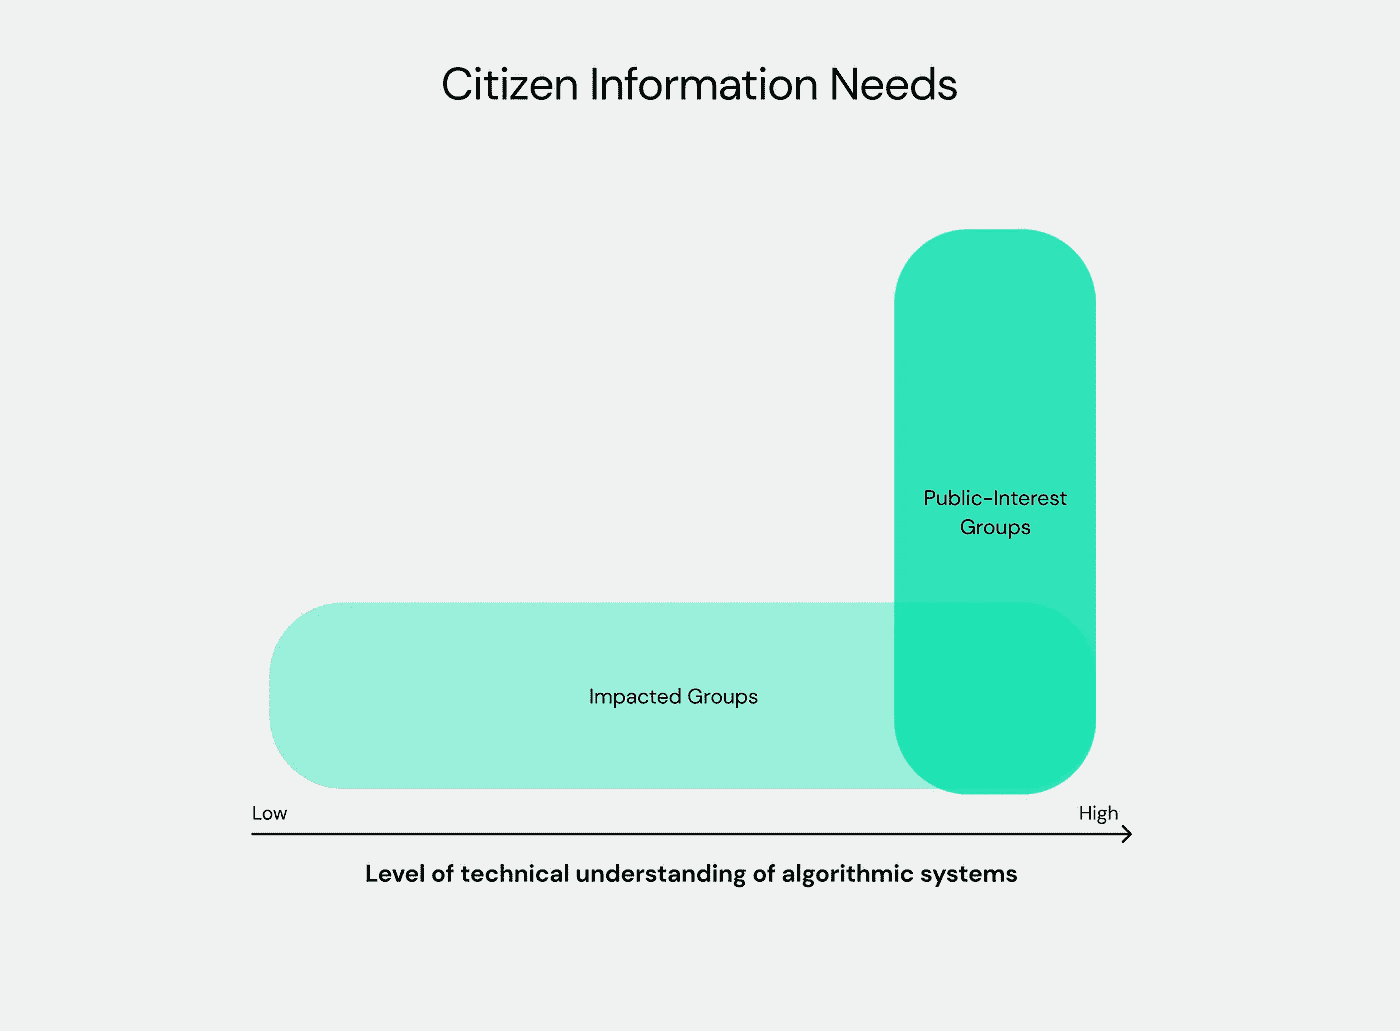 Citizen Information Needs
Public-Interest
Groups
Impacted Groups
Low
High
Level of technical understanding of algorithmic systems